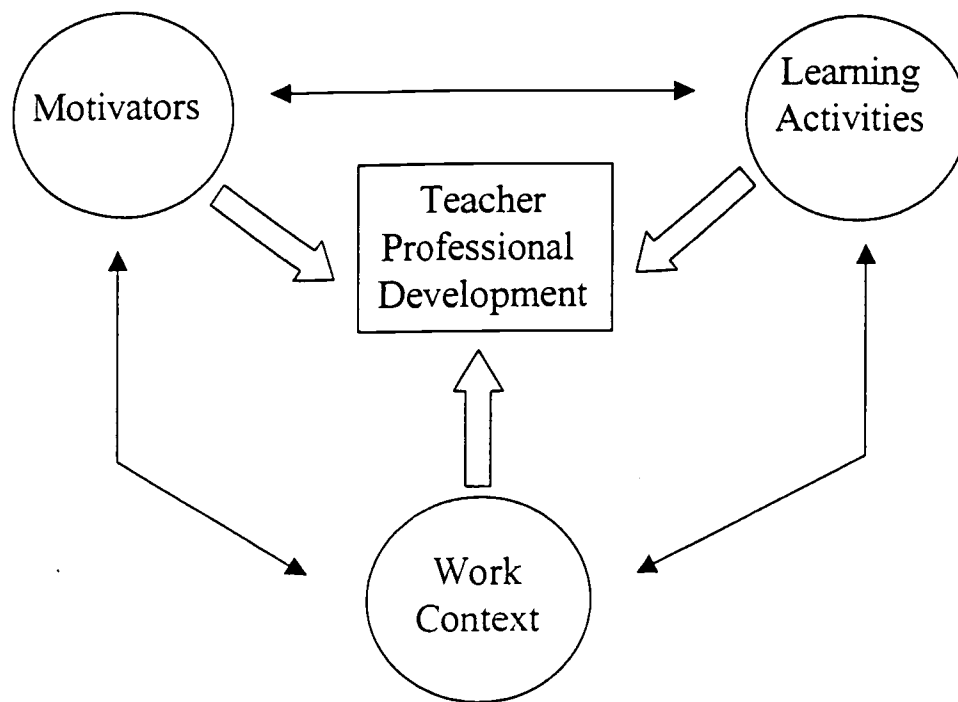 Motivators
Learning
Activities
Teacher
Professional
Development
Work
Context